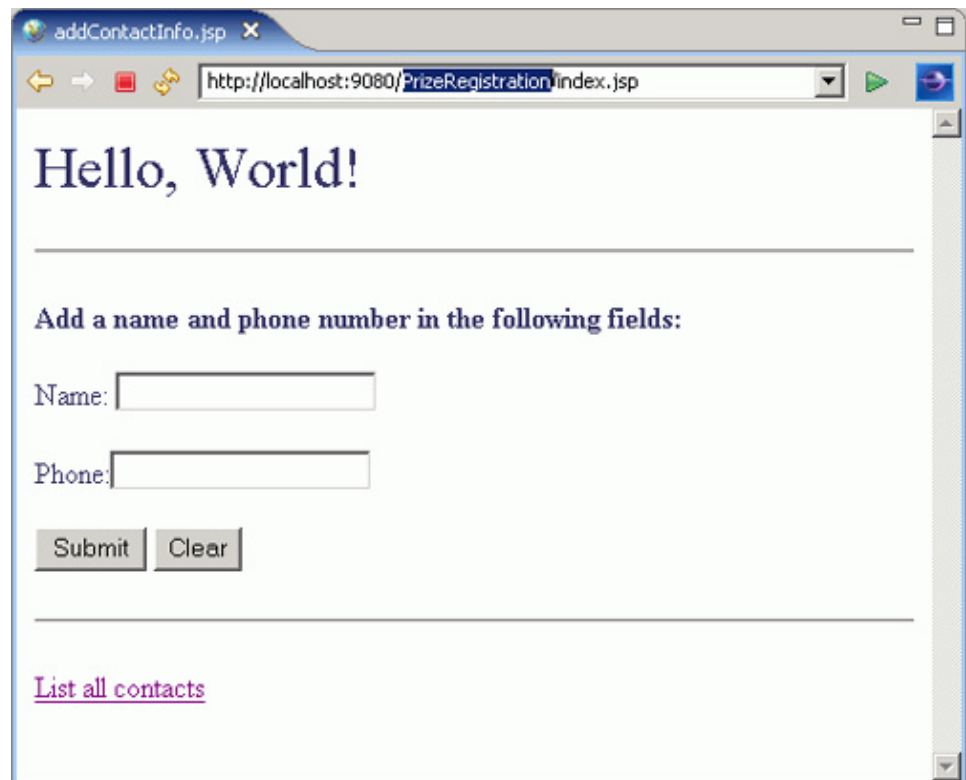 addContactInfo.jsp
http://localhost:9080/PrizeRegistration/index.jsp
Hello, World!
Add a name and phone number in the following fields:
Name:
Phone:
Submit Clear
List all contacts